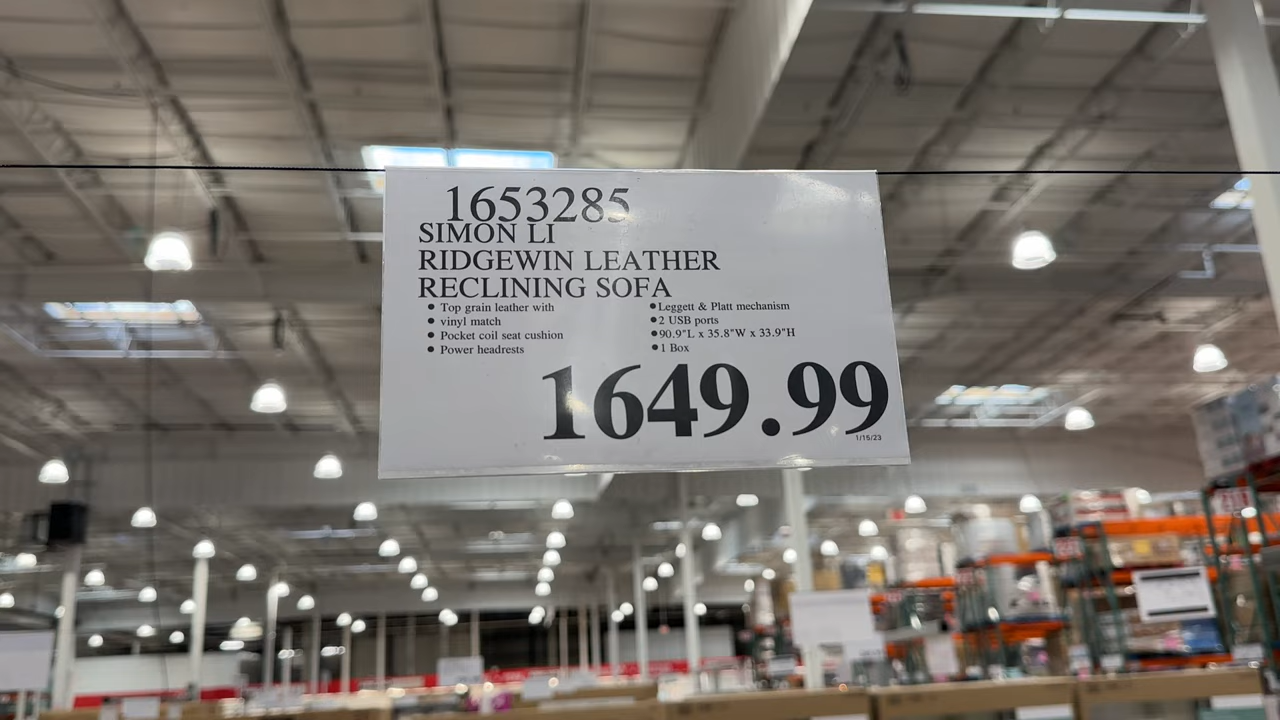 1653285
SIMON LI
RIDGEWIN LEATHER
RECLINING SOFA
• Top grain leather with
• vinyl match
• Pocket coil seat cushion
• Power headrests
• Leggett & Platt mechanism
• 2 USB ports
• 90.9"L x 35.8"W x 33.9"H
• 1 Box
1649.99
1/15/23